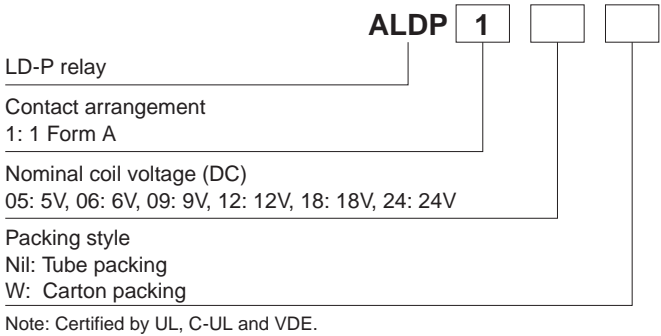 ALDP 1
LD-P relay
Contact arrangement
1: 1 Form A
Nominal coil voltage (DC)
05: 5V, 06: 6V, 09: 9V, 12: 12V, 18: 18V, 24: 24V
Packing style
Nil: Tube packing
W: Carton packing
Note: Certified by UL, C-UL and VDE.